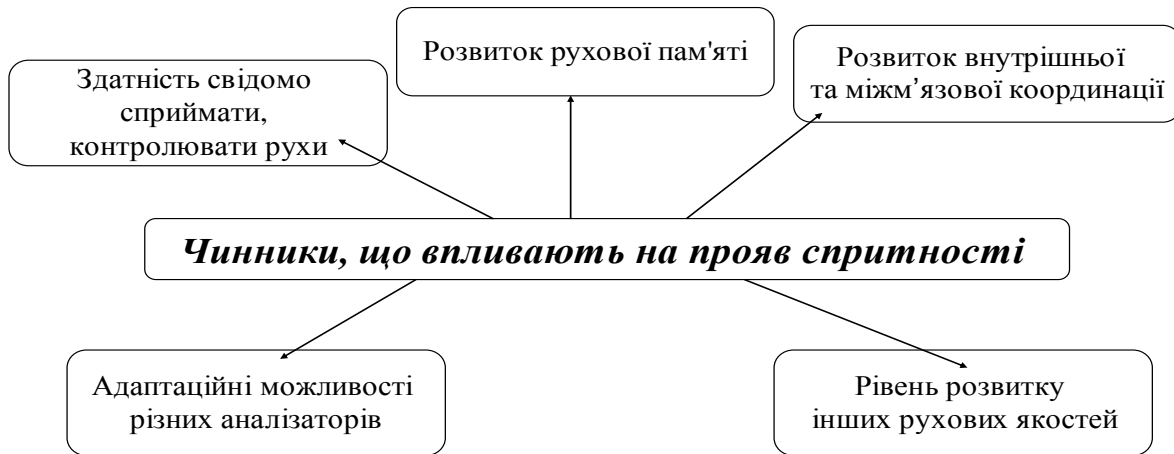 Розвиток рухової пам'яті
Розвиток внутрішньої
та міжм’язової координації
Здатність свідомо
сприймати,
контролювати рухи
Чинники, що впливають на прояв спритності
Адаптаційні можливості
різних аналізаторів
Рівень розвитку
інших рухових якостей